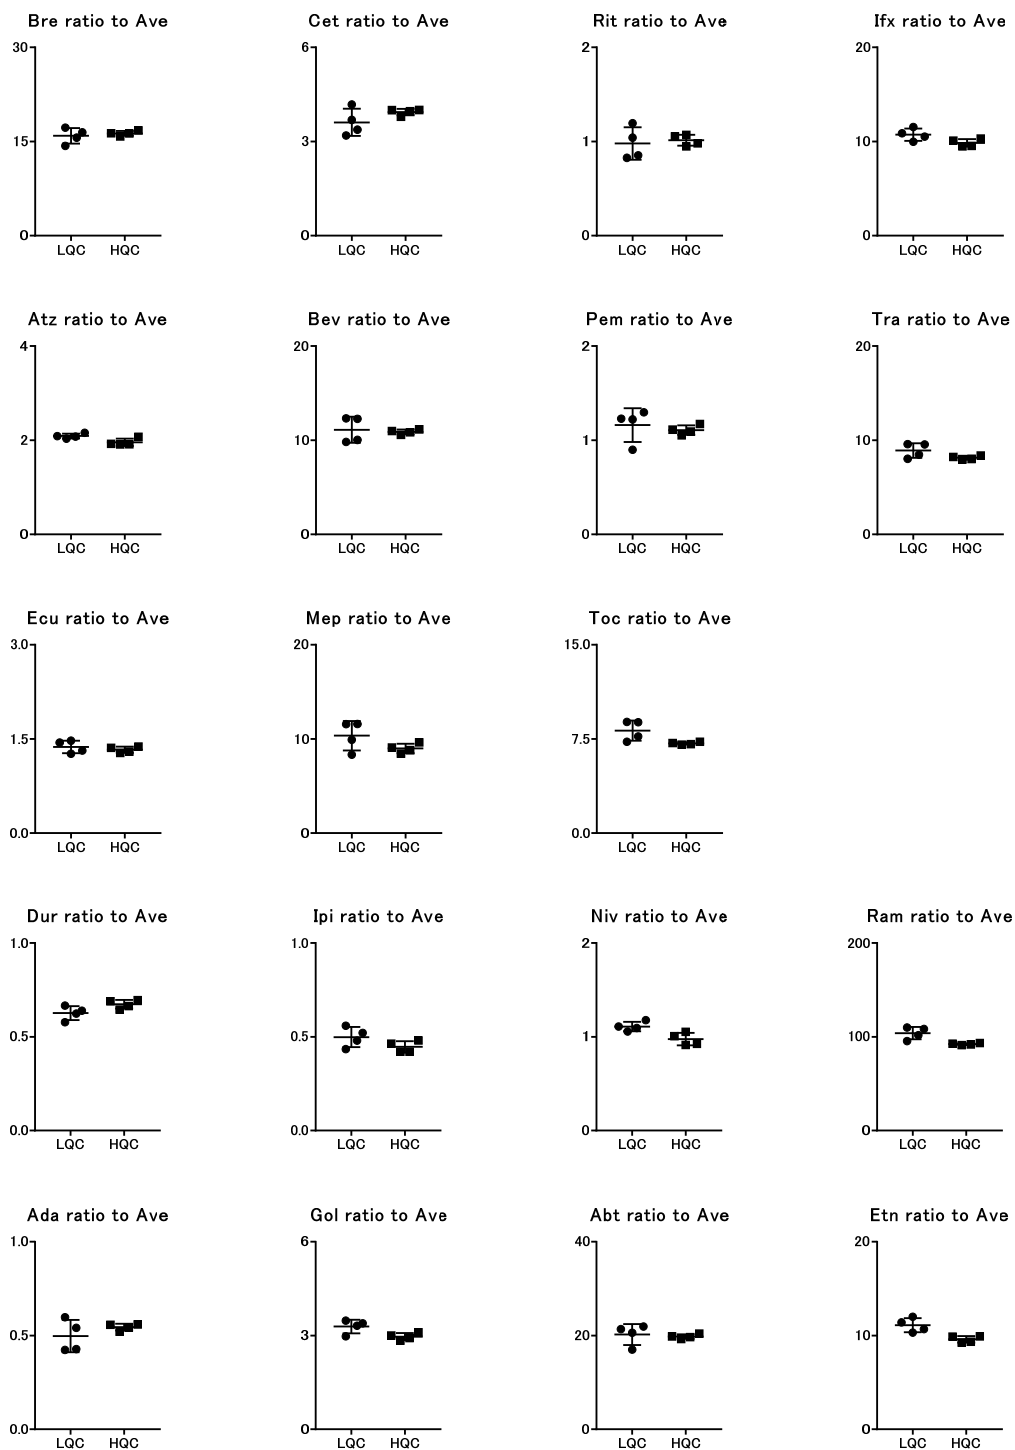 Bre ratio to Ave
30
15
0
LQC HQC
Cet ratio to Ave
6
3
0
LQC HQC
Rit ratio to Ave
2
1
0
LQC HQC
Ifx ratio to Ave
20
10
0
LQC HQC
Atz ratio to Ave
4
2
0
LQC HQC
Bev ratio to Ave
20
10
0
LQC HQC
Pem ratio to Ave
2
1
0
LQC HQC
Tra ratio to Ave
20
10
0
LQC HQC
Ecu ratio to Ave
3.0
1.5
0.0
LQC HQC
Mep ratio to Ave
20
10
0
LQC HQC
Toc ratio to Ave
15.0
7.5
0.0
LQC HQC
Dur ratio to Ave
1.0
0.5
0.0
LQC HQC
Ipi ratio to Ave
1.0
0.5
0.0
LQC HQC
Niv ratio to Ave
2
1
0
LQC HQC
Ram ratio to Ave
200
100
0
LQC HQC
Ada ratio to Ave
1.0
0.5
0.0
LQC HQC
Gol ratio to Ave
6
3
0
LQC HQC
Abt ratio to Ave
40
20
0
LQC HQC
Etn ratio to Ave
20
10
0
LQC HQC